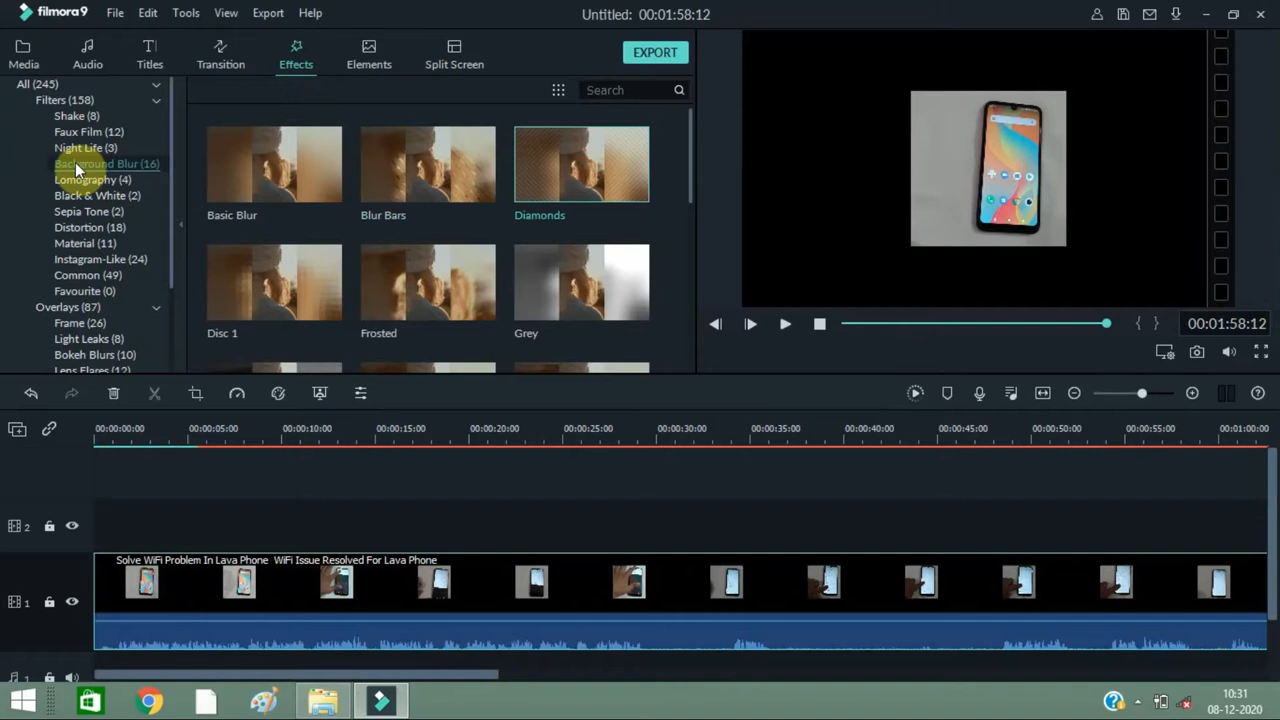 filmora9 File Edit Tools View Export Help Untitled: 00:01:58:12
Media Audio Titles Transition Effects Elements Split Screen EXPORT
All (245)
Filters (158)
Shake (8)
Faux Film (12)
Night Life (3)
Background Blur (16)
Lomography (4)
Black & White (2)
Sepia Tone (2)
Distortion (18)
Material (11)
Instagram-Like (24)
Common (49)
Favourite (0)
Overlays (87)
Frame (26)
Light Leaks (8)
Bokeh Blurs (10)
Lens Flares (12)
Search
Basic Blur Blur Bars Diamonds
Disc 1 Frosted Grey
{ } 00:01:58:12
00:00:00:00 00:00:05:00 00:00:10:00 00:00:15:00 00:00:20:00 00:00:25:00 00:00:30:00 00:00:35:00 00:00:40:00 00:00:45:00 00:00:50:00 00:00:55:00 00:01:00:00
2
Solve WiFi Problem In Lava Phone WiFi Issue Resolved For Lava Phone
1
1
10:31
08-12-2020